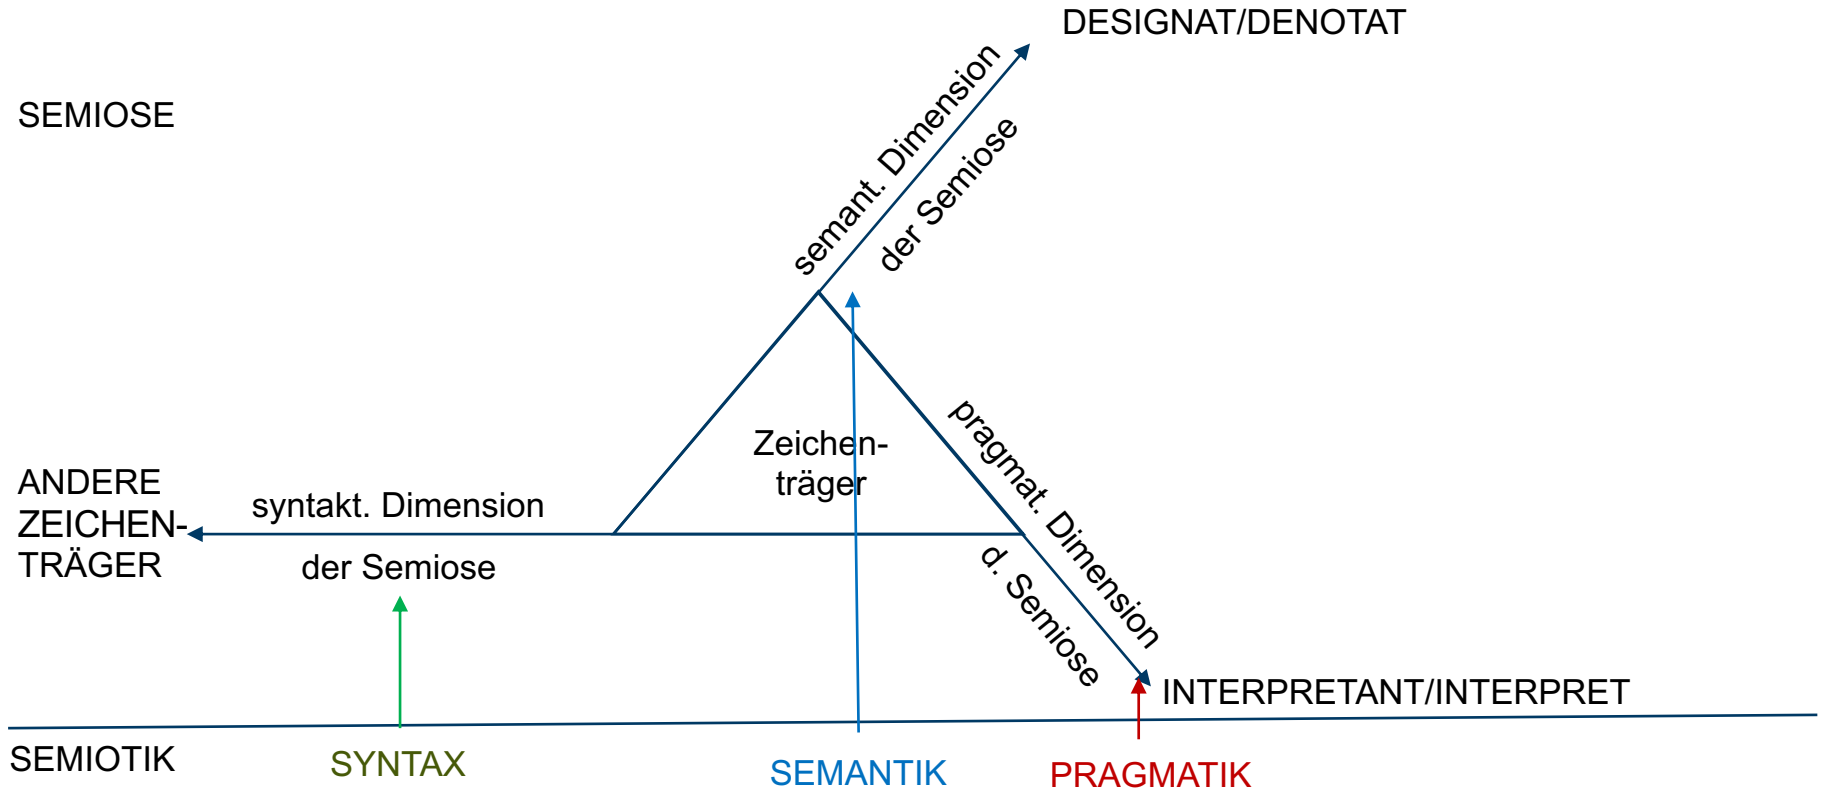 DESIGNAT/DENOTAT
SEMIOSE
semant. Dimension
der Semiose
Zeichen-
träger
pragmat. Dimension
d. Semiose
ANDERE
ZEICHEN-
TRÄGER
syntakt. Dimension
der Semiose
INTERPRETANT/INTERPRET
SEMIOTIK
SYNTAX
SEMANTIK
PRAGMATIK